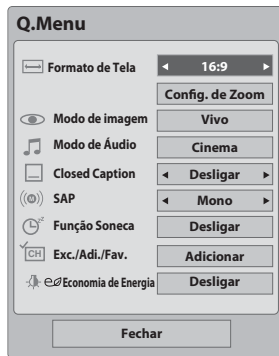 Q.Menu
Formato de Tela 16:9
Config. de Zoom
Modo de imagem Vivo
Modo de Áudio Cinema
Closed Caption Desligar
SAP Mono
Função Soneca Desligar
CH Exc./Adi./Fav. Adicionar
Economia de Energia Desligar
Fechar